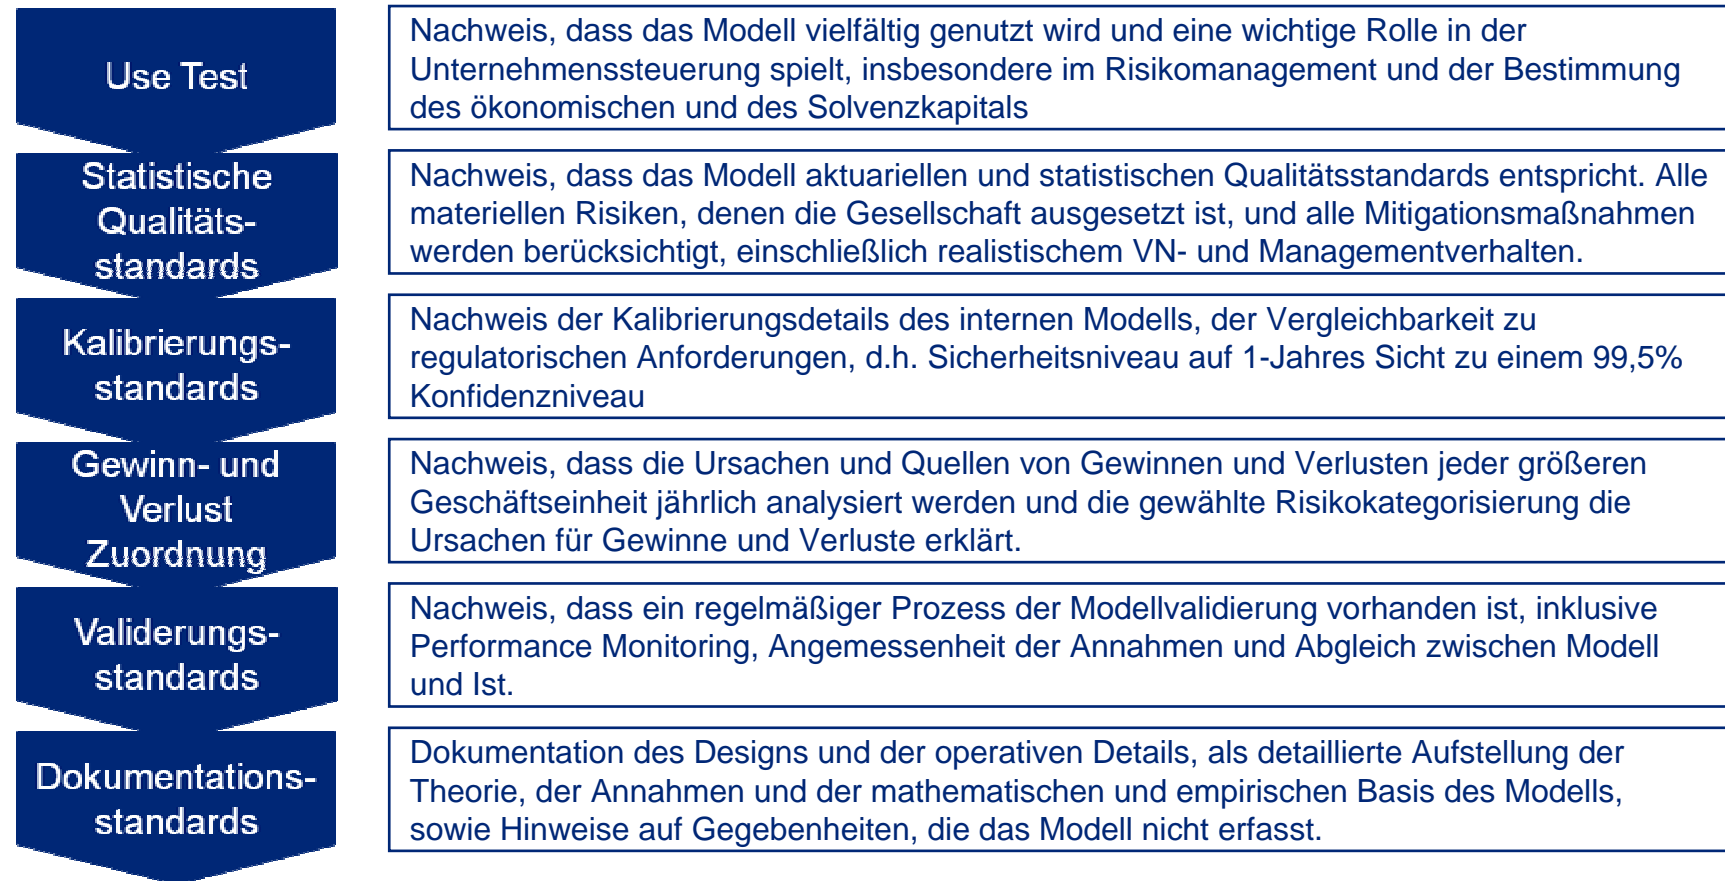 Use Test
Nachweis, dass das Modell vielfältig genutzt wird und eine wichtige Rolle in der
Unternehmenssteuerung spielt, insbesondere im Risikomanagement und der Bestimmung
des ökonomischen und des Solvenzkapitals
Statistische
Qualitäts-
standards
Nachweis, dass das Modell aktuariellen und statistischen Qualitätsstandards entspricht. Alle
materiellen Risiken, denen die Gesellschaft ausgesetzt ist, und alle Mitigationsmaßnahmen
werden berücksichtigt, einschließlich realistischem VN- und Managementverhalten.
Kalibrierungs-
standards
Nachweis der Kalibrierungsdetails des internen Modells, der Vergleichbarkeit zu
regulatorischen Anforderungen, d.h. Sicherheitsniveau auf 1-Jahres Sicht zu einem 99,5%
Konfidenzniveau
Gewinn- und
Verlust
Zuordnung
Nachweis, dass die Ursachen und Quellen von Gewinnen und Verlusten jeder größeren
Geschäftseinheit jährlich analysiert werden und die gewählte Risikokategorisierung die
Ursachen für Gewinne und Verluste erklärt.
Validerungs-
standards
Nachweis, dass ein regelmäßiger Prozess der Modellvalidierung vorhanden ist, inklusive
Performance Monitoring, Angemessenheit der Annahmen und Abgleich zwischen Modell
und Ist.
Dokumentations-
standards
Dokumentation des Designs und der operativen Details, als detaillierte Aufstellung der
Theorie, der Annahmen und der mathematischen und empirischen Basis des Modells,
sowie Hinweise auf Gegebenheiten, die das Modell nicht erfasst.